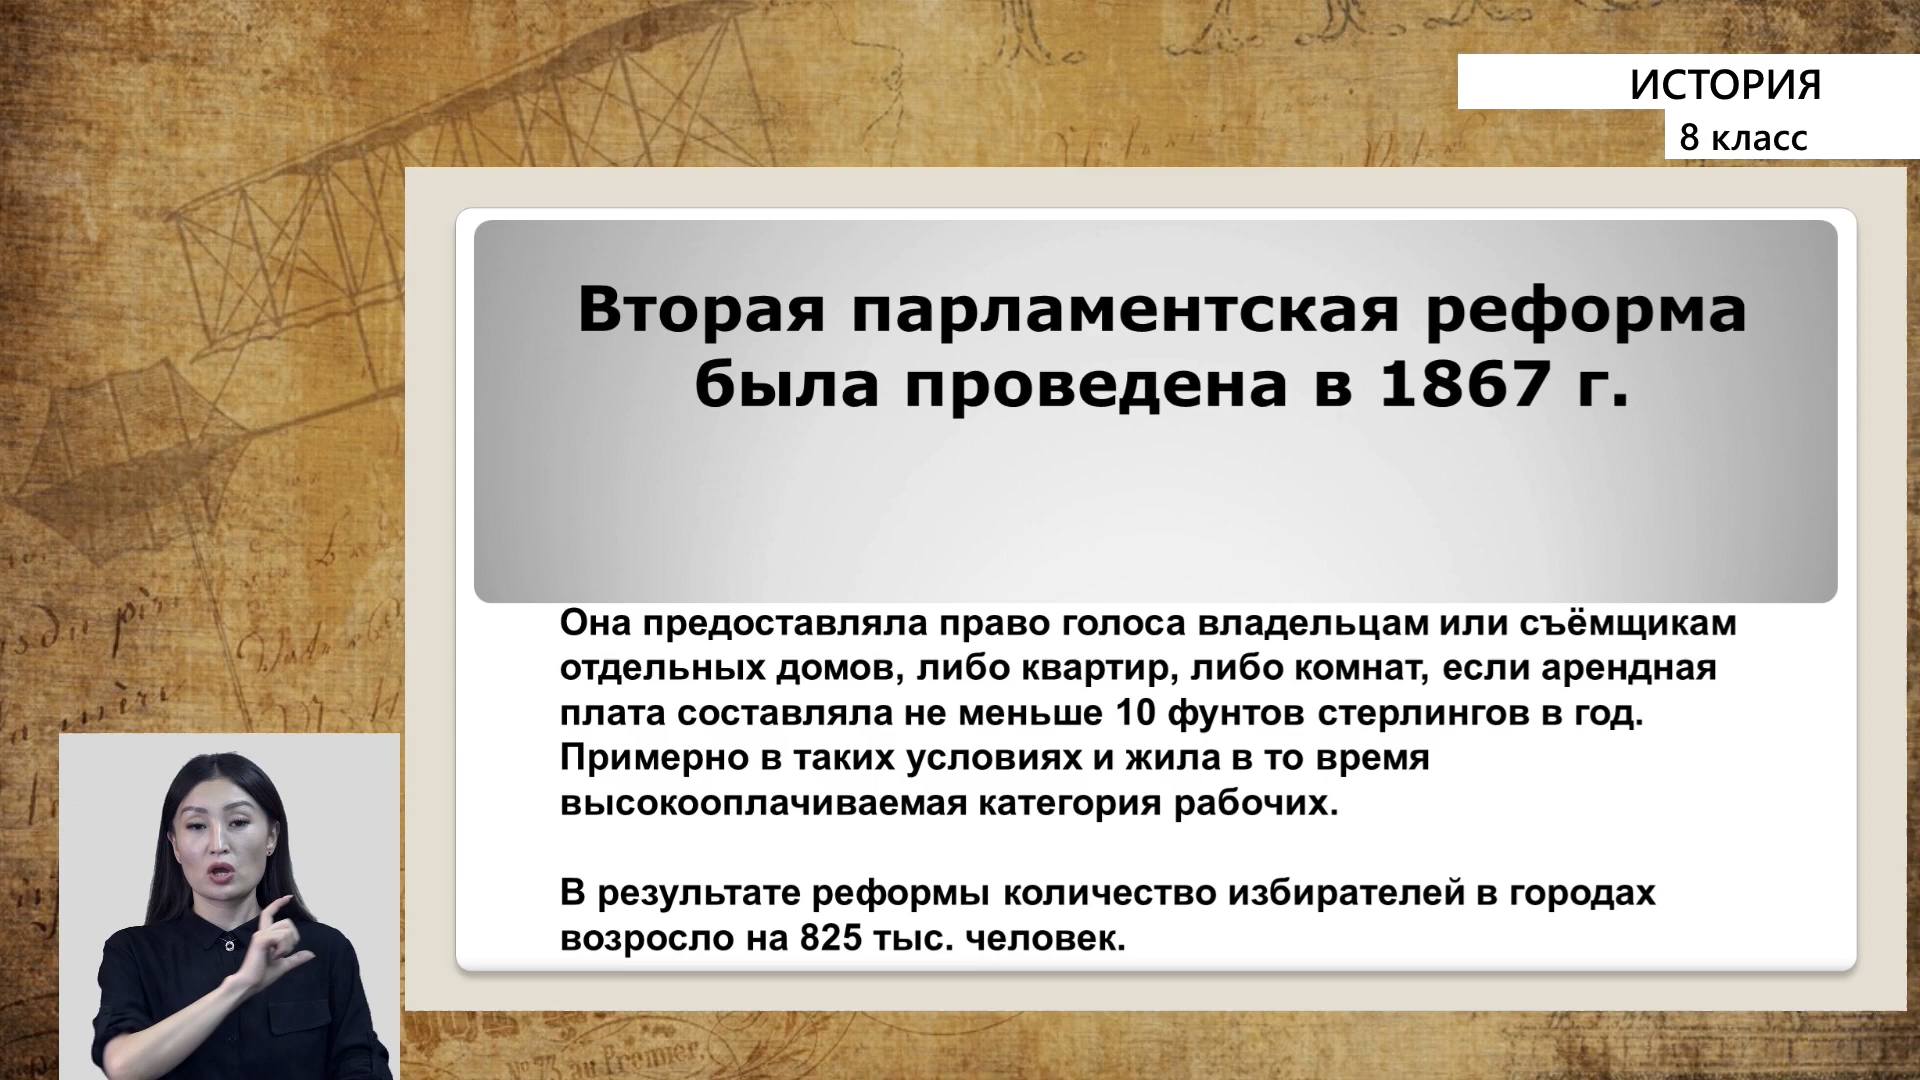 ИСТОРИЯ
8 класс
Вторая парламентская реформа
была проведена в 1867 г.
Она предоставляла право голоса владельцам или съёмщикам
отдельных домов, либо квартир, либо комнат, если арендная
плата составляла не меньше 10 фунтов стерлингов в год.
Примерно в таких условиях и жила в то время
высокооплачиваемая категория рабочих.
В результате реформы количество избирателей в городах
возросло на 825 тыс. человек.